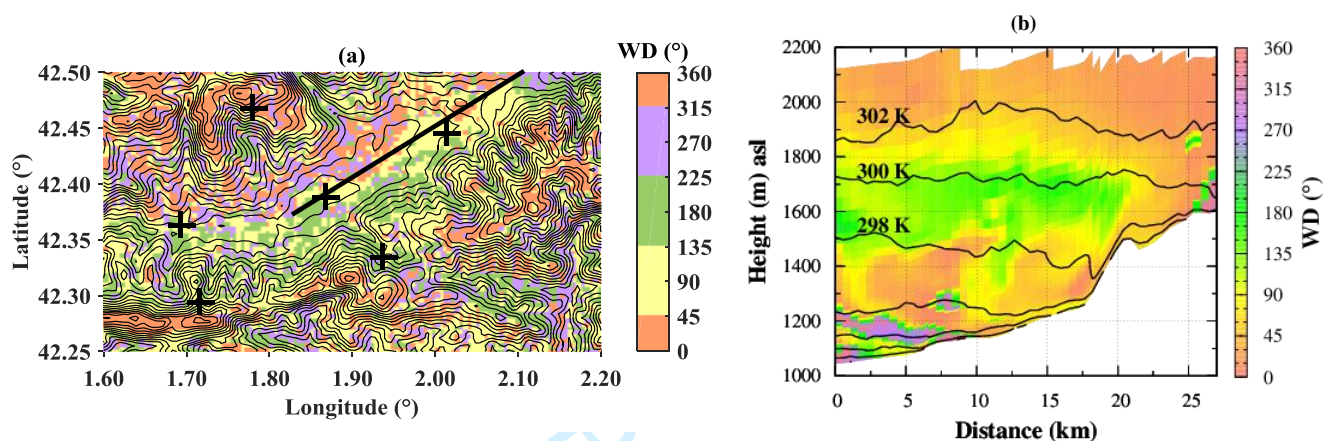 (a)
WD (°)
42.50
42.45
42.40
42.35
42.30
42.25
Latitude (°)
1.60 1.70 1.80 1.90 2.00 2.10 2.20
Longitude (°)
360
315
270
225
180
135
90
45
0
(b)
2200
2000
1800
1600
1400
1200
1000
Height (m) asl
302 K
300 K
298 K
0 5 10 15 20 25
Distance (km)
360
315
270
225
180
135
90
45
0
WD (°)